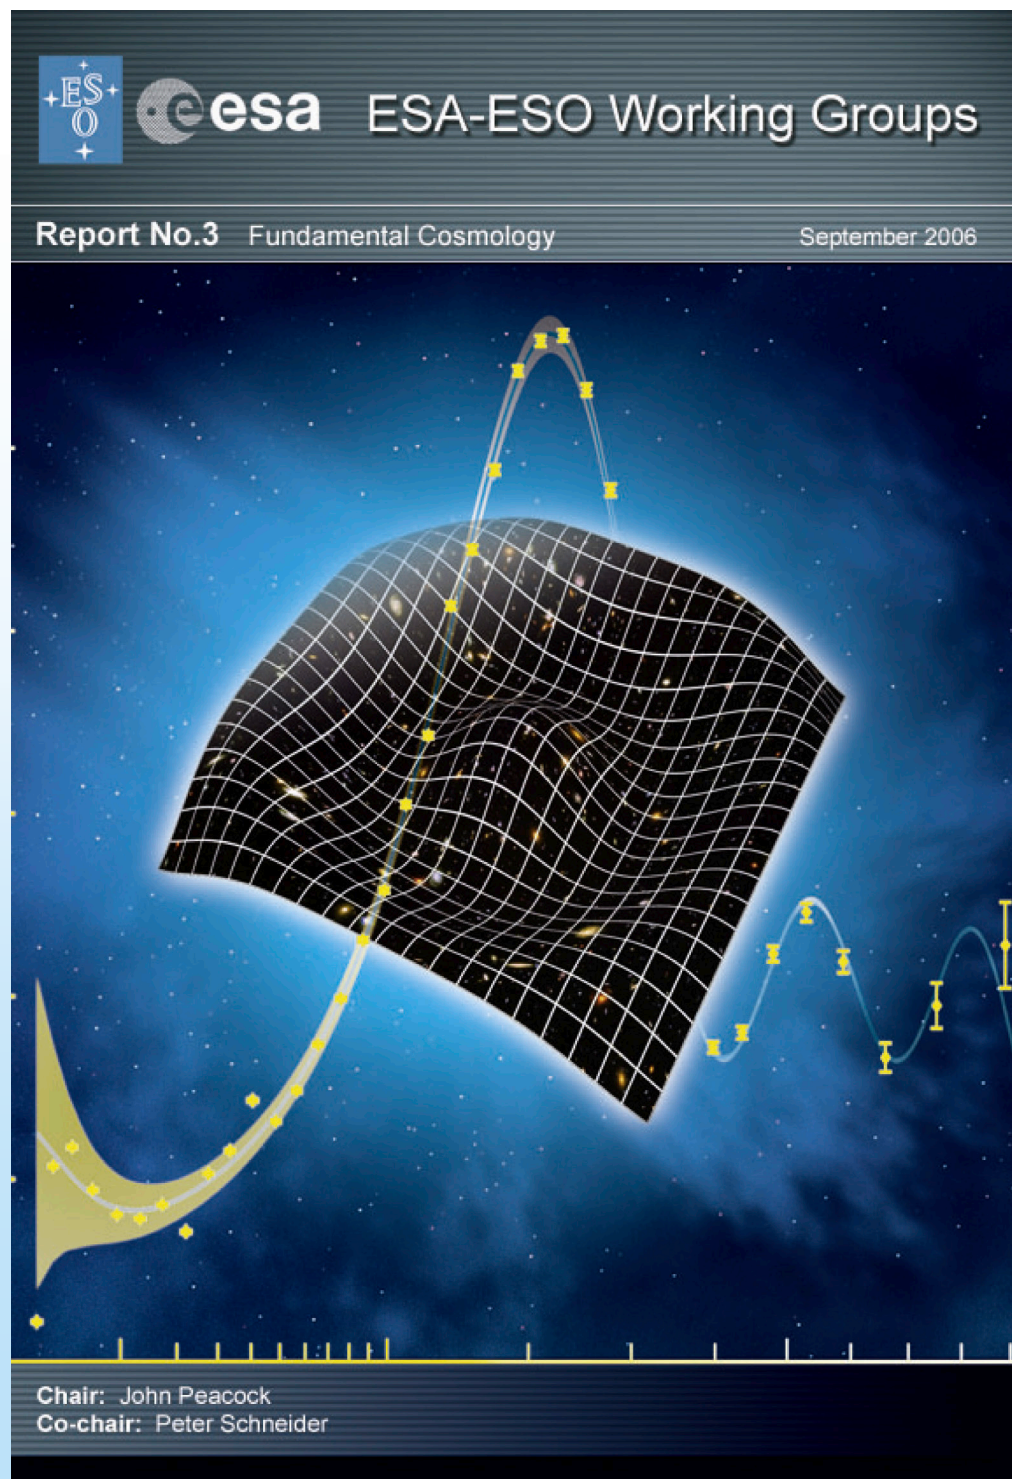 ESO
esa
ESA-ESO Working Groups
Report No.3 Fundamental Cosmology September 2006
Chair: John Peacock
Co-chair: Peter Schneider